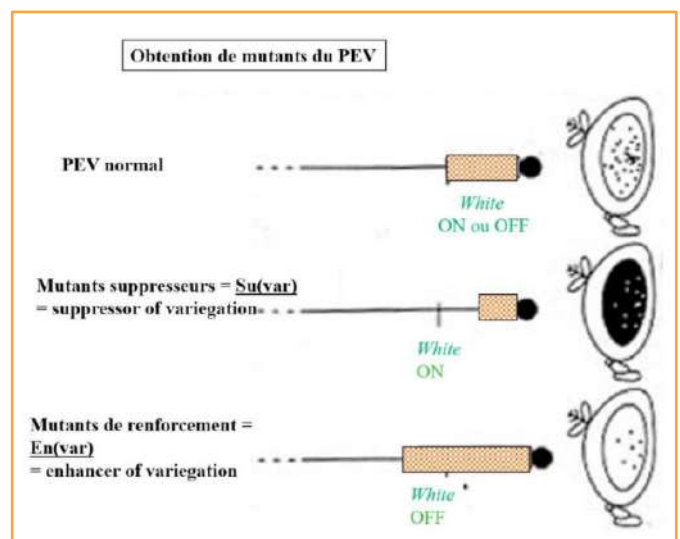 Obtention de mutants du PEV
PEV normal
White
ON ou OFF
Mutants suppresseurs = Su(var)
= suppressor of variegation
White
ON
Mutants de renforcement =
En(var)
= enhancer of variegation
White
OFF